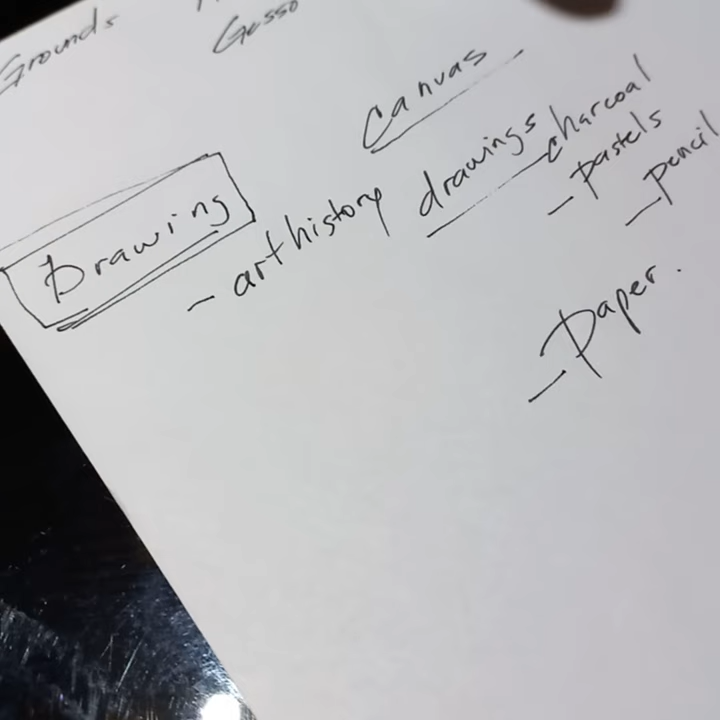 Grounds
Gesso
Canvas
Drawing
- art history drawings
- charcoal
- pastels
- pencil
- Paper.